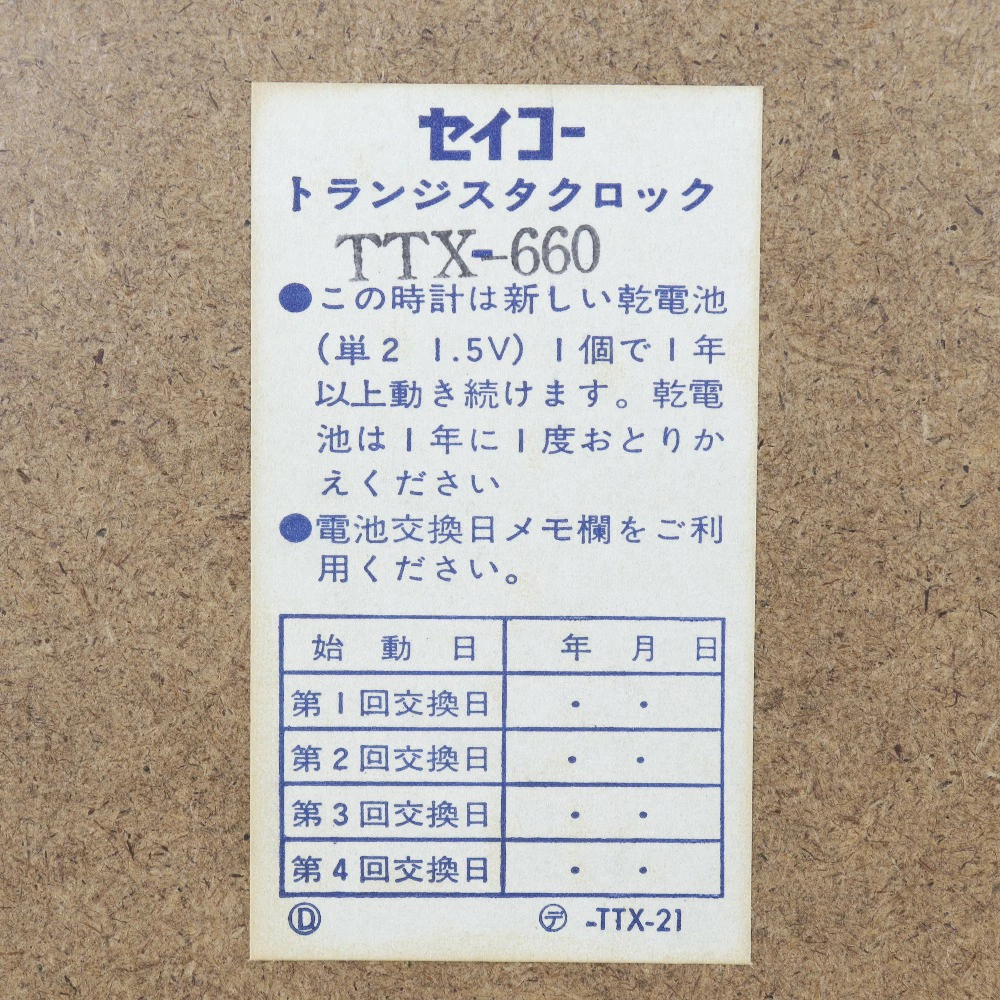 セイコー
トランジスタクロック
TTX-660
●この時計は新しい乾電池
(単2 1.5V) 1個で1年
以上動き続けます。乾電
池は1年に1度おとりか
えください
●電池交換日メモ欄をご利
用ください。
始動日 年 月 日
第1回交換日 ・ ・
第2回交換日 ・ ・
第3回交換日 ・ ・
第4回交換日 ・ ・
Ⓓ ㋢ -TTX-21